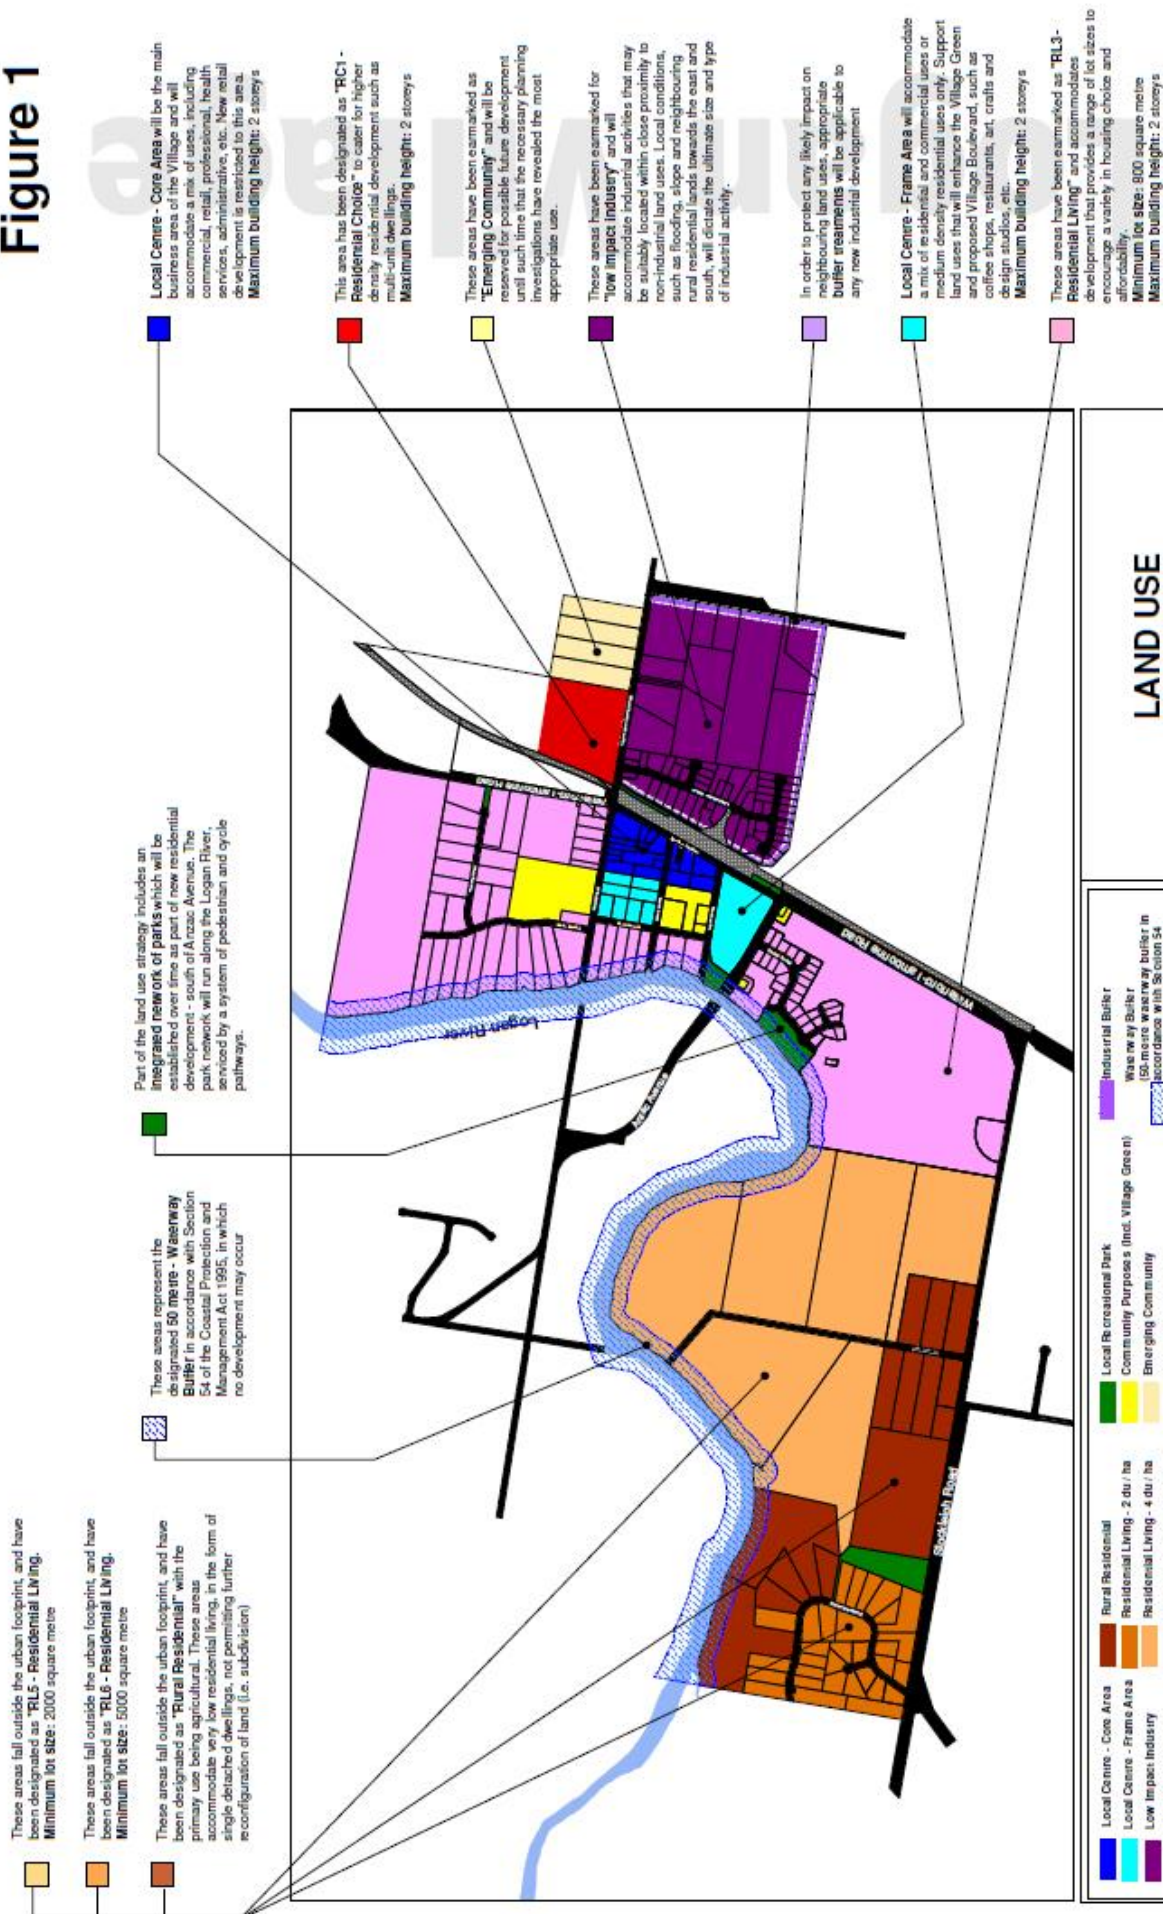 Figure 1
These areas fall outside the urban footprint, and have
been designated as "RL5 - Residential Living.
Minimum lot size: 2000 square metre
These areas fall outside the urban footprint, and have
been designated as "RL6 - Residential Living.
Minimum lot size: 5000 square metre
These areas fall outside the urban footprint, and have
been designated as "Rural Residential" with the
primary use being agricultural. These areas
accommodate very low residential living, in the form of
single detached dwellings, not permitting further
reconfiguration of land (i.e. subdivision)
These areas represent the
designated 50 metre - Waterway
Buffer in accordance with Section
54 of the Coastal Protection and
Management Act 1995, in which
no development may occur
Part of the land use strategy includes an
integrated network of parks which will be
established over time as part of new residential
development - south of Anzac Avenue. The
park network will run along the Logan River,
serviced by a system of pedestrian and cycle
pathways.
Local Centre - Core Area will be the main
business area of the Village and will
accommodate a mix of uses, including
commercial, retail, professional, health
services, administrative, etc. New retail
development is restricted to this area.
Maximum building height: 2 storeys
This area has been designated as "RC1 -
Residential Choice" to cater for higher
density residential development such as
multi-unit dwellings.
Maximum building height: 2 storeys
These areas have been earmarked as
"Emerging Community" and will be
reserved for possible future development
until such time that the necessary planning
investigations have revealed the most
appropriate use.
These areas have been earmarked for
"low impact industry" and will
accommodate industrial activities that may
be suitably located within close proximity to
non-industrial land uses. Local conditions,
such as flooding, slope and neighbouring
rural residential lands towards the east and
south, will dictate the ultimate size and type
of industrial activity.
In order to protect any likely impact on
neighbouring land uses, appropriate
buffer treatments will be applicable to
any new industrial development
Local Centre - Frame Area will accommodate
a mix of residential and commercial uses or
medium density residential uses only. Support
land uses that will enhance the Village Green
and proposed Village Boulevard, such as
coffee shops, restaurants, art, crafts and
design studios, etc.
Maximum building height: 2 storeys
These areas have been earmarked as "RL3-
Residential Living" and accommodates
development that provides a range of lot sizes to
encourage a variety in housing choice and
affordability.
Minimum lot size: 800 square metre
Maximum building height: 2 storeys
Logan River
Waterford-Tamborine Road
Waterford-Tamborine Road
Anzac Avenue
Stockleigh Road
Local Centre - Core Area
Local Centre - Frame Area
Low Impact Industry
Rural Residential
Residential Living - 2 du / ha
Residential Living - 4 du / ha
Local Recreational Park
Community Purposes (Incl. Village Green)
Emerging Community
Industrial Buffer
Waterway Buffer
(50-metre waterway buffer in
accordance with Section 54
LAND USE